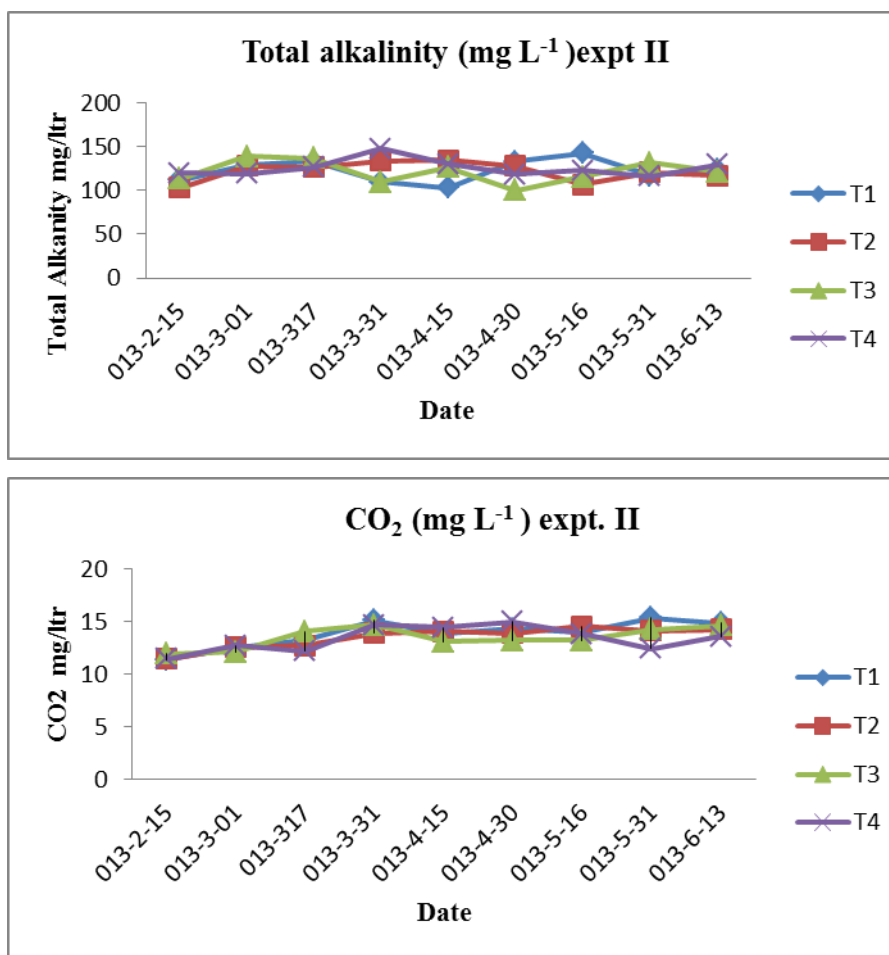 Total alkalinity (mg L⁻¹ )expt II
200
150
100
50
0
Total Alkanity mg/ltr
013-2-15
013-3-01
013-317
013-3-31
013-4-15
013-4-30
013-5-16
013-5-31
013-6-13
Date
T1
T2
T3
T4
CO₂ (mg L⁻¹ ) expt. II
20
15
10
5
0
CO2 mg/ltr
013-2-15
013-3-01
013-317
013-3-31
013-4-15
013-4-30
013-5-16
013-5-31
013-6-13
Date
T1
T2
T3
T4